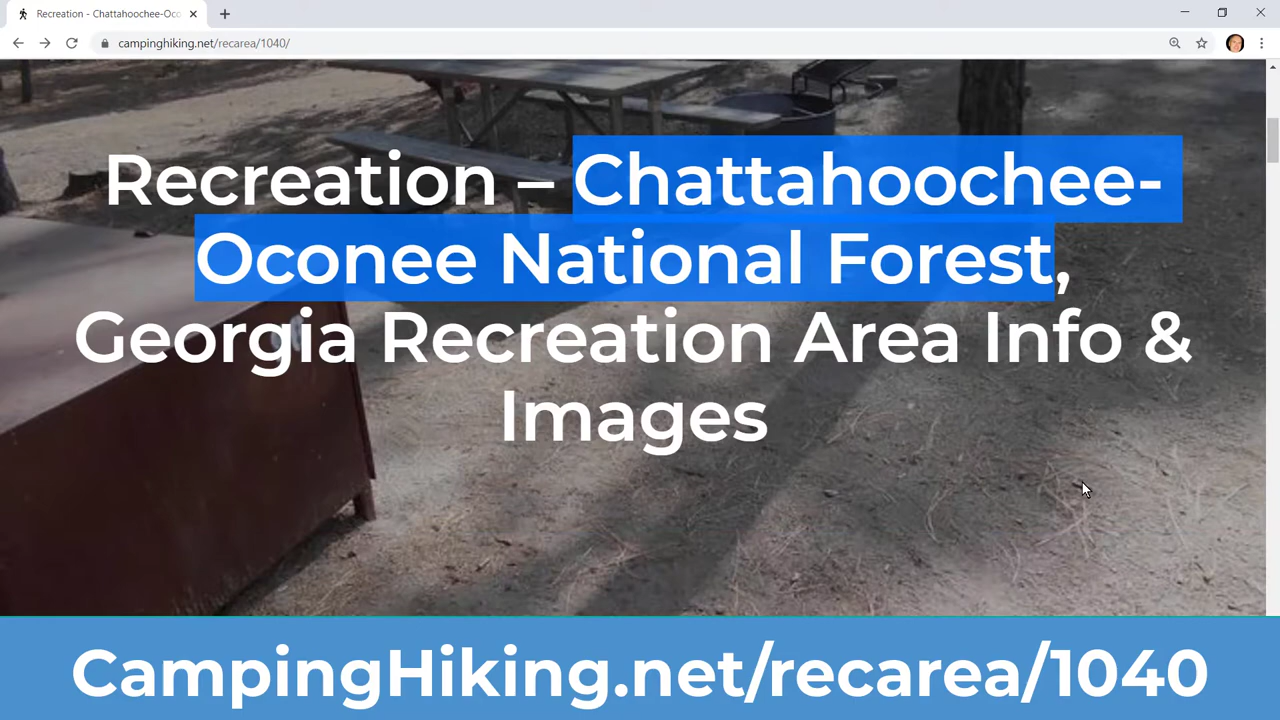 Recreation - Chattahoochee-Oco
campinghiking.net/recarea/1040/
Recreation – Chattahoochee-
Oconee National Forest,
Georgia Recreation Area Info &
Images
CampingHiking.net/recarea/1040